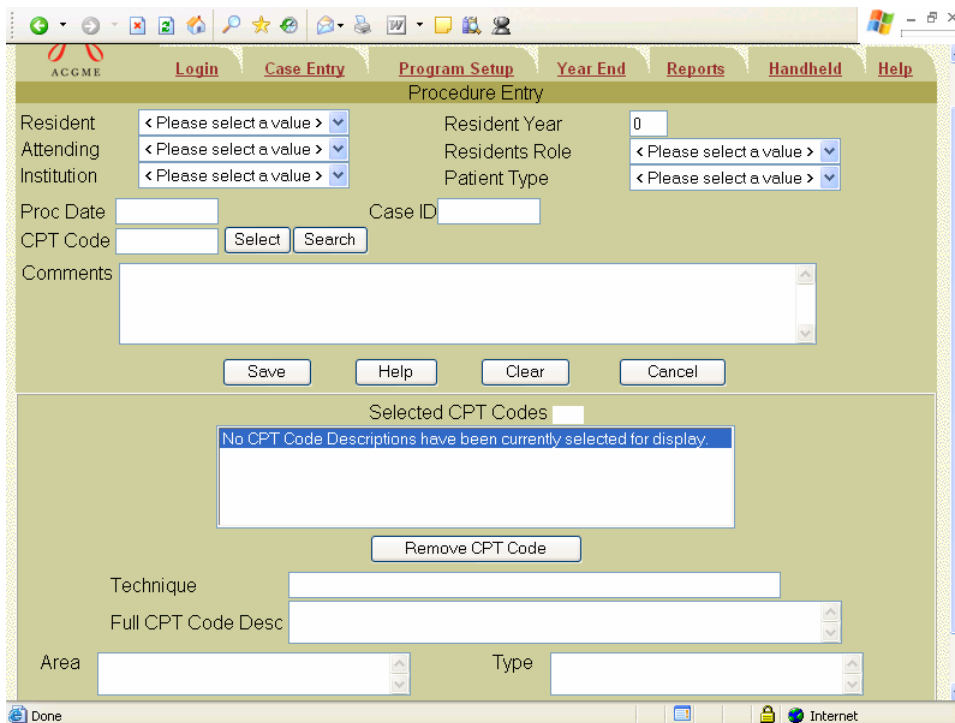 ACGME
Login Case Entry Program Setup Year End Reports Handheld Help
Procedure Entry
Resident < Please select a value > Resident Year 0
Attending < Please select a value > Residents Role < Please select a value >
Institution < Please select a value > Patient Type < Please select a value >
Proc Date Case ID
CPT Code Select Search
Comments
Save Help Clear Cancel
Selected CPT Codes
No CPT Code Descriptions have been currently selected for display.
Remove CPT Code
Technique
Full CPT Code Desc
Area Type
Done Internet